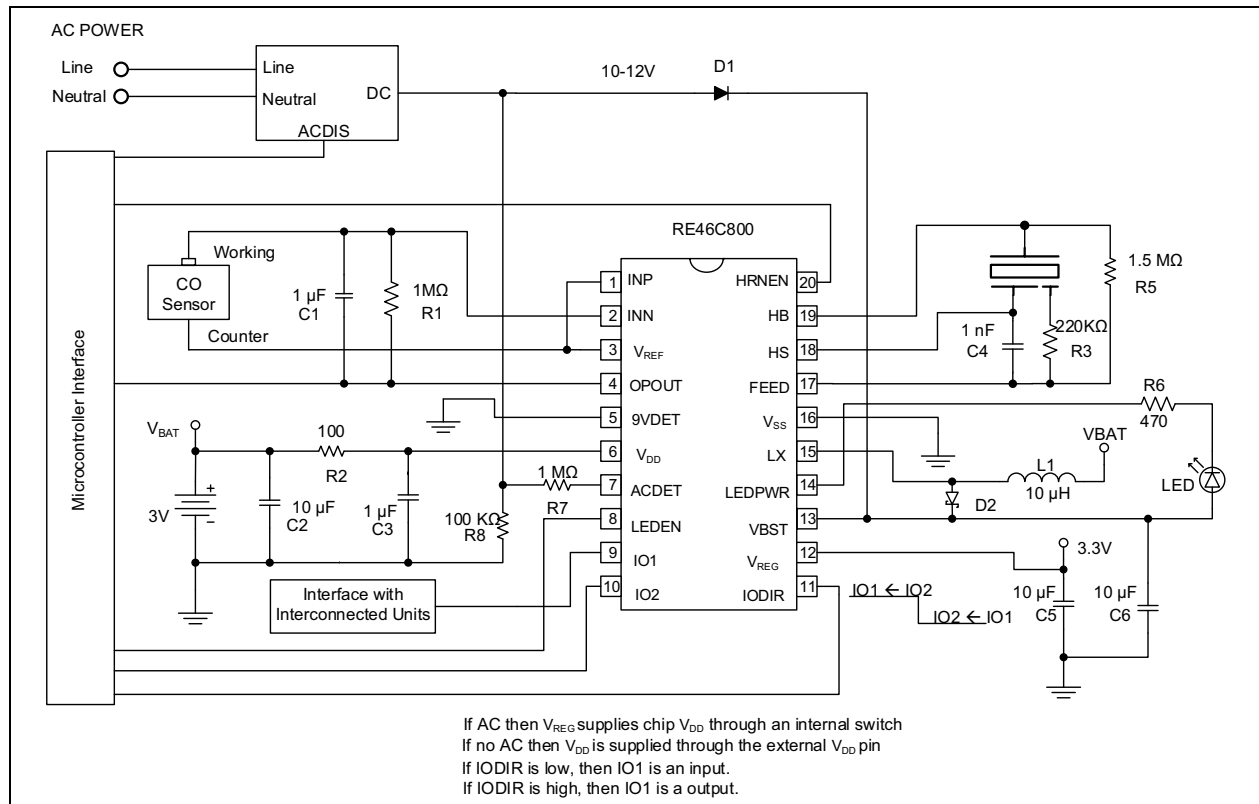 AC POWER
Line
Neutral
Line
Neutral
DC
ACDIS
10-12V
D1
Microcontroller Interface
Working
CO
Sensor
Counter
1 µF
C1
1MΩ
R1
RE46C800
1 INP
2 INN
3 VREF
4 OPOUT
5 9VDET
6 VDD
7 ACDET
8 LEDEN
9 IO1
10 IO2
HRNEN 20
HB 19
HS 18
FEED 17
VSS 16
LX 15
LEDPWR 14
VBST 13
VREG 12
IODIR 11
1.5 MΩ
R5
1 nF
C4
220KΩ
R3
R6
470
VBAT
L1
10 µH
LED
D2
VBAT
100
R2
3V
+
–
10 µF
C2
1 µF
C3
1 MΩ
R7
100 KΩ
R8
Interface with
Interconnected Units
3.3V
IO1 ← IO2
IO2 ← IO1
10 µF
C5
10 µF
C6
If AC then VREG supplies chip VDD through an internal switch
If no AC then VDD is supplied through the external VDD pin
If IODIR is low, then IO1 is an input.
If IODIR is high, then IO1 is a output.